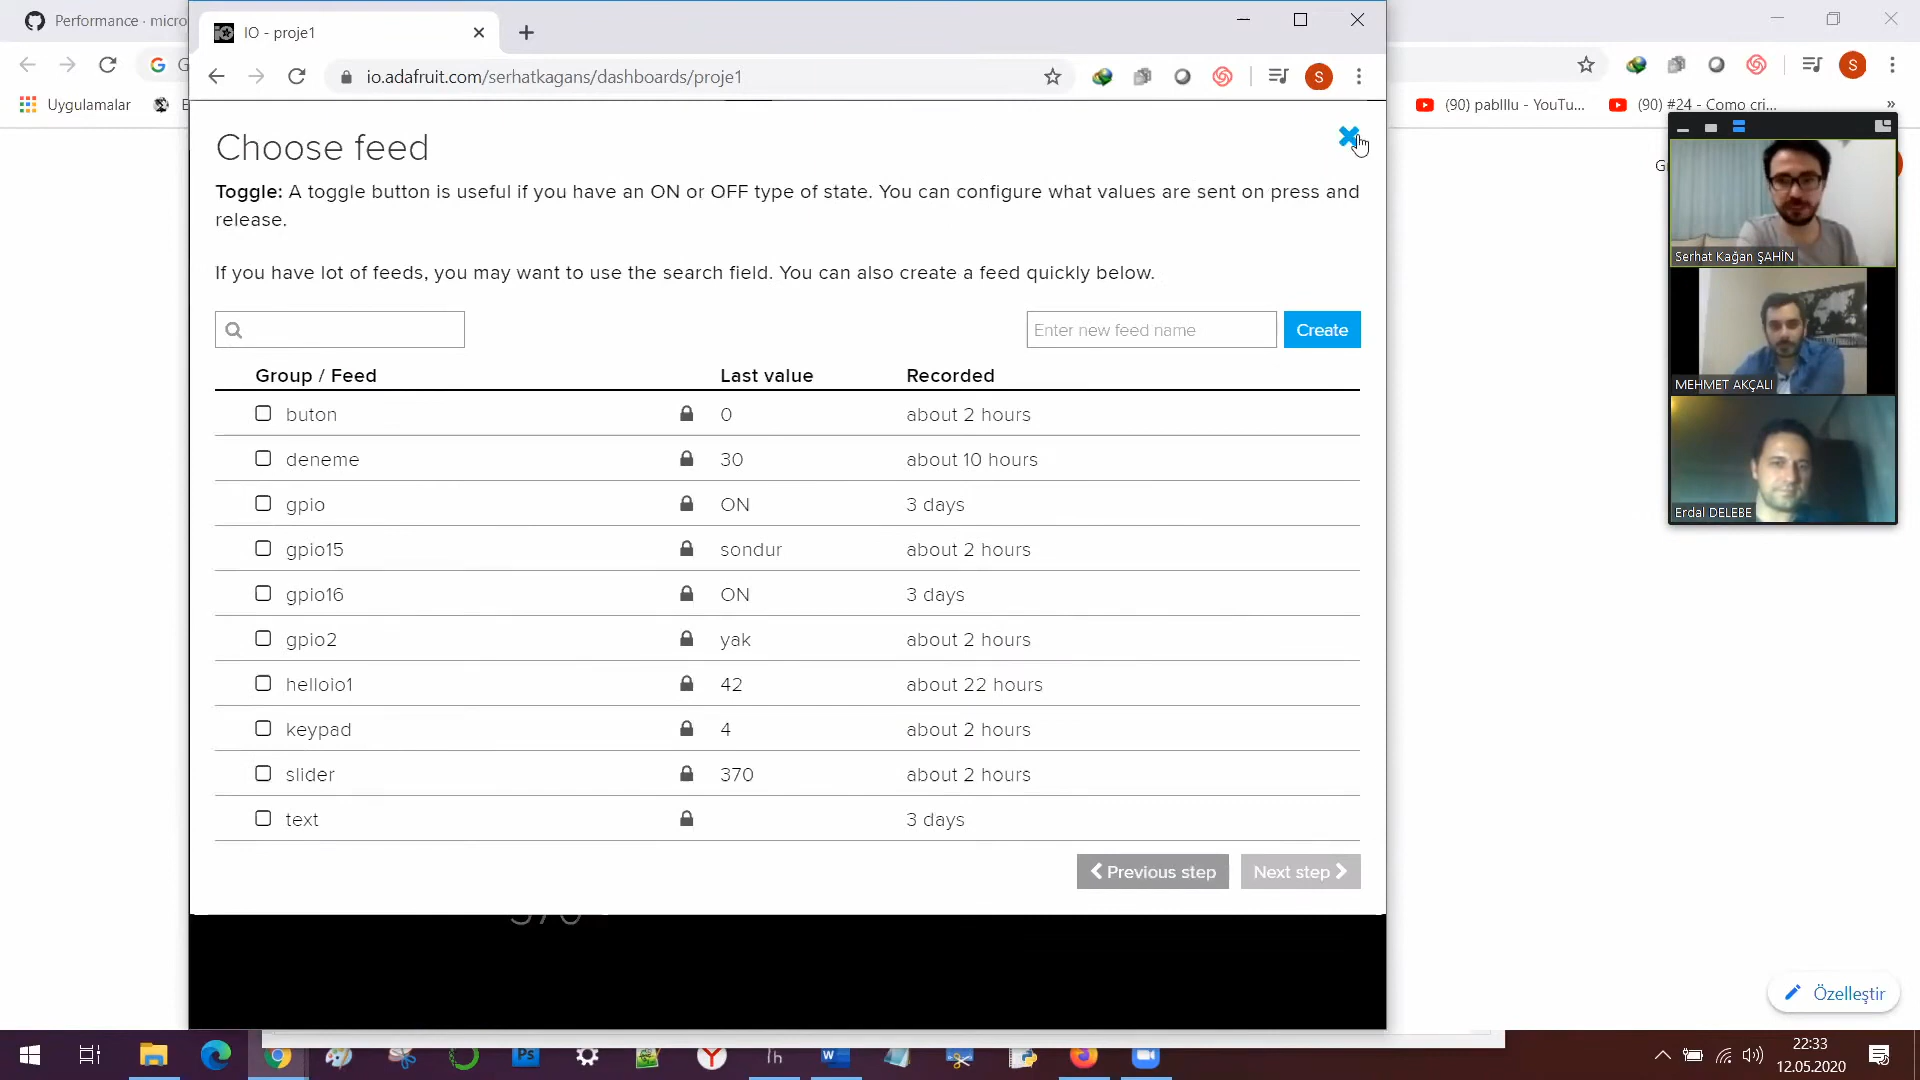 Performance · micro
IO - proje1
io.adafruit.com/serhatkagans/dashboards/proje1
S
S
Uygulamalar
(90) pablllu - YouTu...
(90) #24 - Como cri...
»
Choose feed
Toggle: A toggle button is useful if you have an ON or OFF type of state. You can configure what values are sent on press and
release.
If you have lot of feeds, you may want to use the search field. You can also create a feed quickly below.
Enter new feed name
Create
Group / Feed Last value Recorded
buton 0 about 2 hours
deneme 30 about 10 hours
gpio ON 3 days
gpio15 sondur about 2 hours
gpio16 ON 3 days
gpio2 yak about 2 hours
helloio1 42 about 22 hours
keypad 4 about 2 hours
slider 370 about 2 hours
text 3 days
Previous step
Next step
370
Serhat Kağan ŞAHİN
MEHMET AKÇALI
Erdal DELEBE
Özelleştir
22:33
12.05.2020